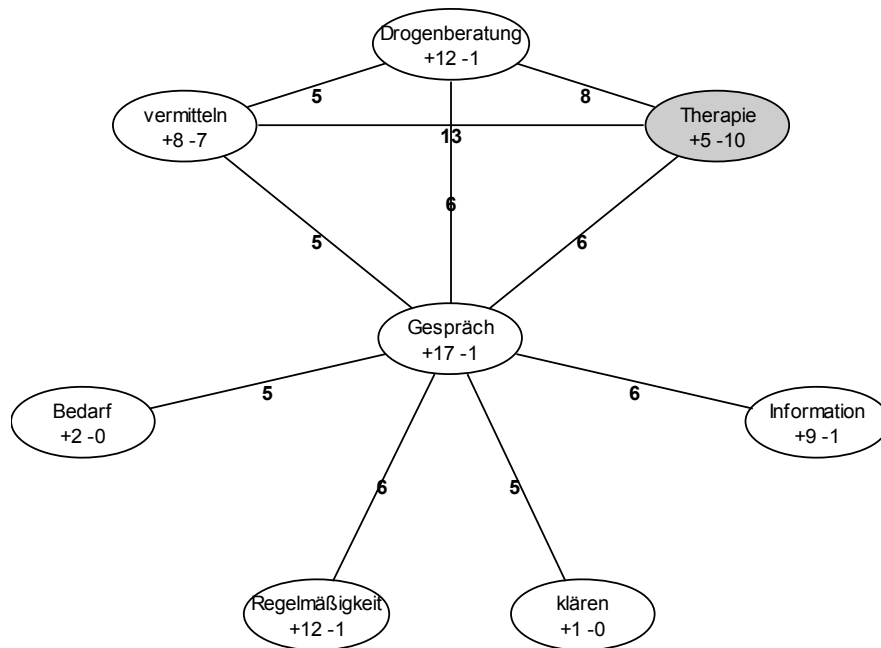 Drogenberatung
+12 -1
5
8
vermitteln
+8 -7
Therapie
+5 -10
13
6
5
6
Gespräch
+17 -1
5
6
Bedarf
+2 -0
Information
+9 -1
6
5
Regelmäßigkeit
+12 -1
klären
+1 -0